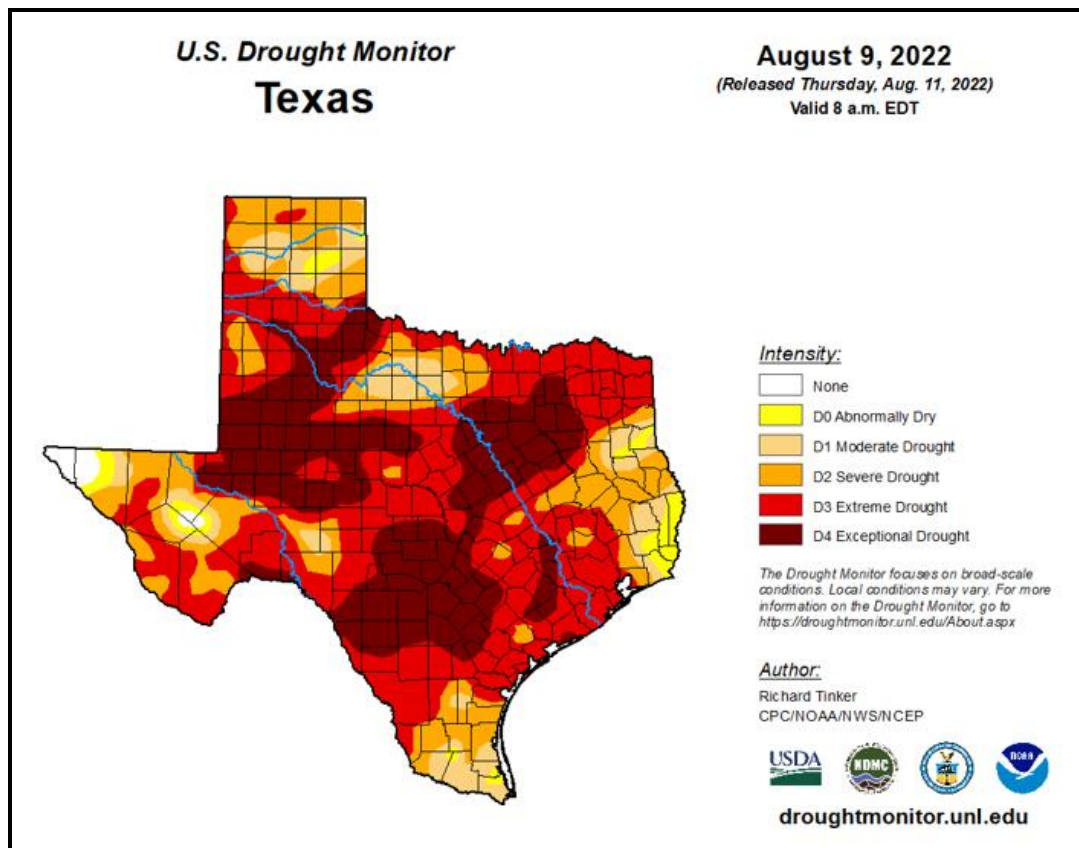 U.S. Drought Monitor
Texas
August 9, 2022
(Released Thursday, Aug. 11, 2022)
Valid 8 a.m. EDT
Intensity:
None
D0 Abnormally Dry
D1 Moderate Drought
D2 Severe Drought
D3 Extreme Drought
D4 Exceptional Drought
The Drought Monitor focuses on broad-scale
conditions. Local conditions may vary. For more
information on the Drought Monitor, go to
https://droughtmonitor.unl.edu/About.aspx
Author:
Richard Tinker
CPC/NOAA/NWS/NCEP
USDA
NDMC
NOAA
droughtmonitor.unl.edu